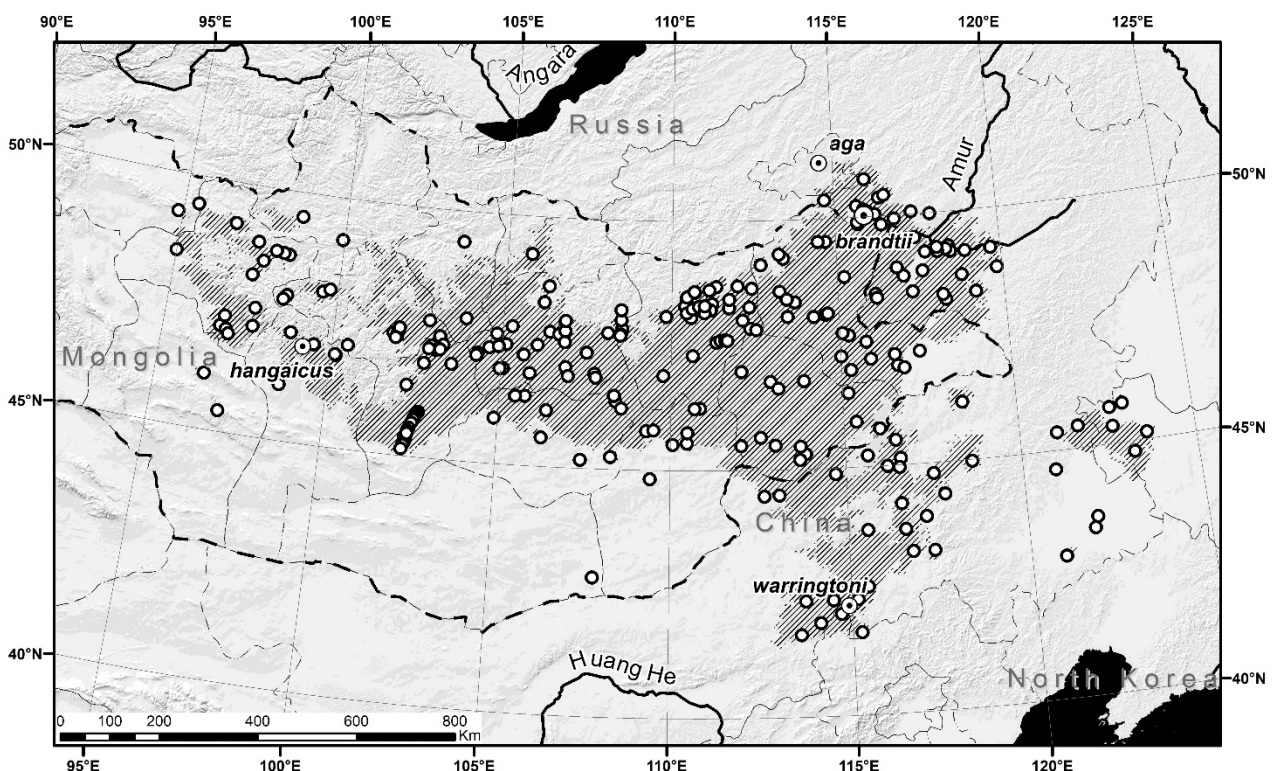 90°E 95°E 100°E 105°E 110°E 115°E 120°E 125°E
Angara
Russia
aga
50°N
Amur
50°N
brandtii
Mongolia
hangaicus
45°N
45°N
China
warringtoni
40°N
Huang He
North Korea
40°N
0 100 200 400 600 800
Km
95°E 100°E 105°E 110°E 115°E 120°E